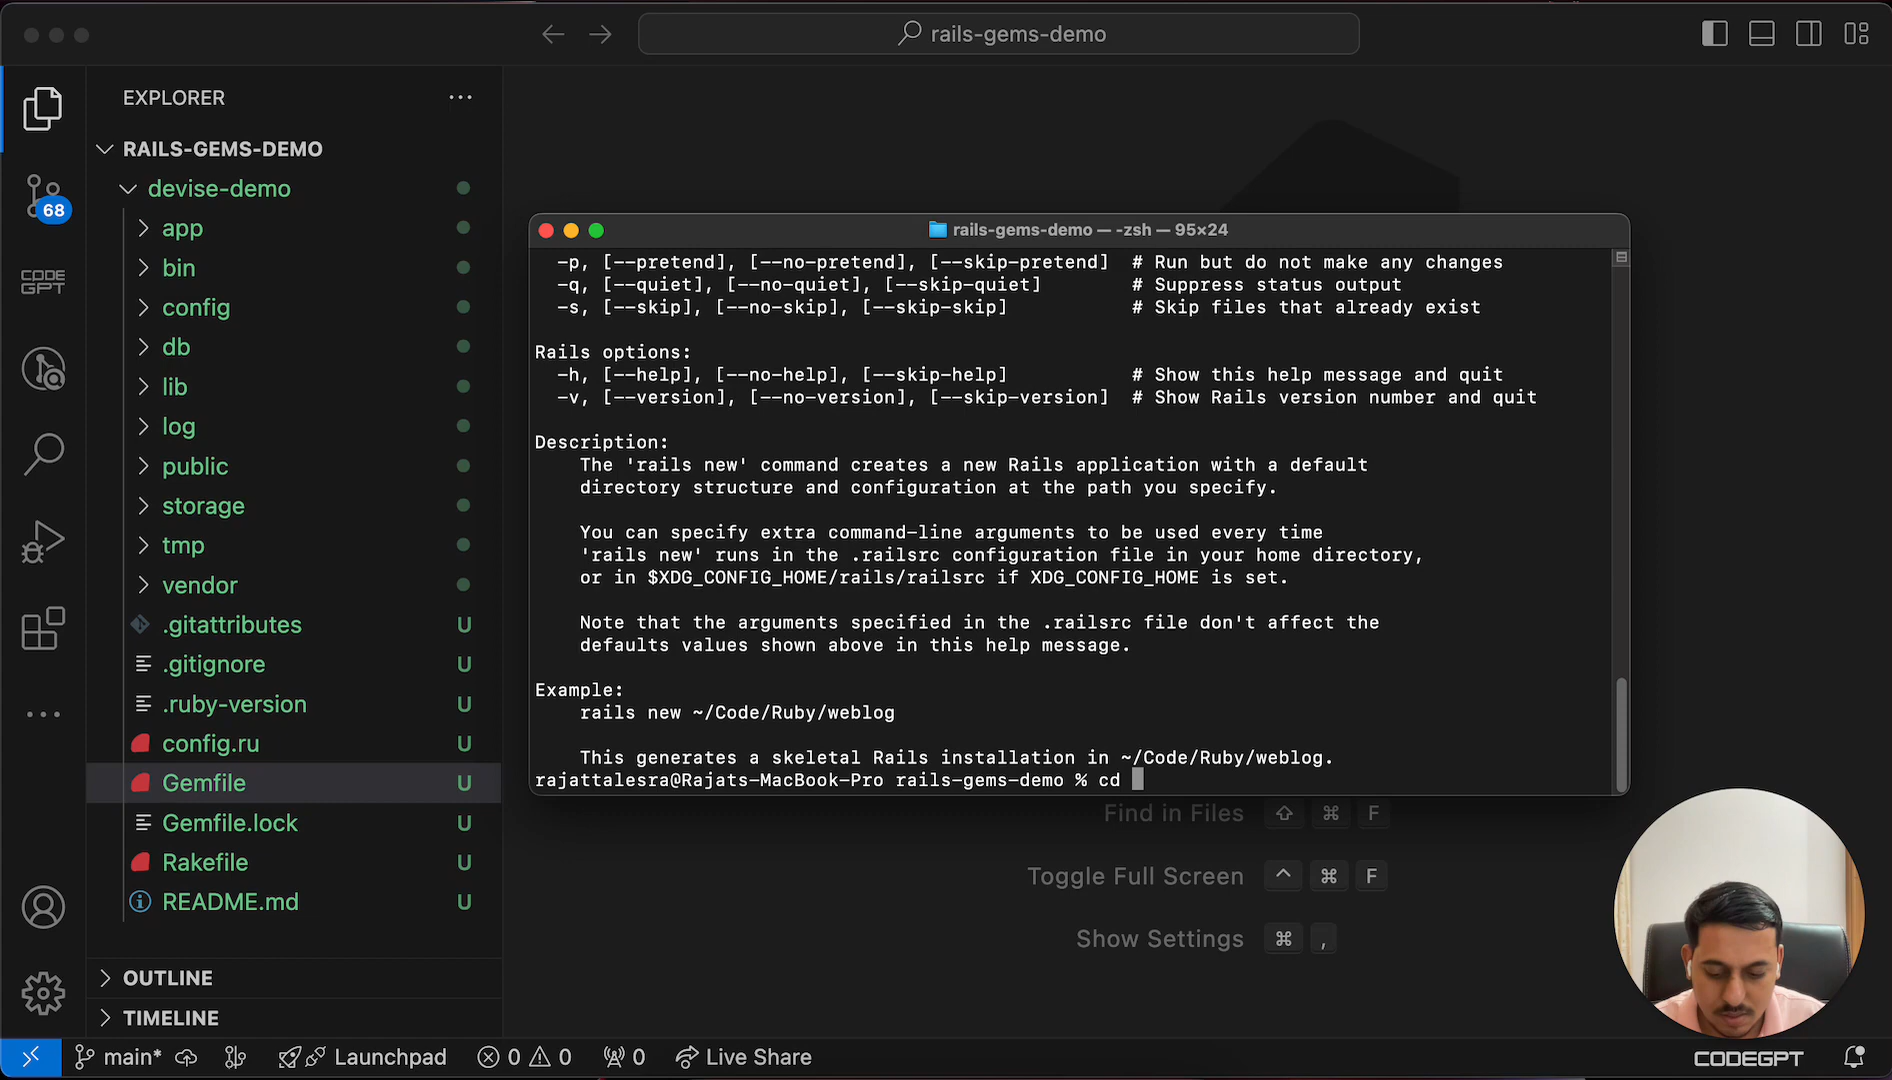 rails-gems-demo
EXPLORER
RAILS-GEMS-DEMO
devise-demo
68
app
bin
CODE
GPT
config
db
lib
log
public
storage
tmp
vendor
.gitattributes U
.gitignore U
.ruby-version U
config.ru U
Gemfile U
Gemfile.lock U
Rakefile U
README.md U
OUTLINE
TIMELINE
rails-gems-demo — -zsh — 95×24
-p, [--pretend], [--no-pretend], [--skip-pretend] # Run but do not make any changes
-q, [--quiet], [--no-quiet], [--skip-quiet] # Suppress status output
-s, [--skip], [--no-skip], [--skip-skip] # Skip files that already exist
Rails options:
-h, [--help], [--no-help], [--skip-help] # Show this help message and quit
-v, [--version], [--no-version], [--skip-version] # Show Rails version number and quit
Description:
The 'rails new' command creates a new Rails application with a default
directory structure and configuration at the path you specify.
You can specify extra command-line arguments to be used every time
'rails new' runs in the .railsrc configuration file in your home directory,
or in $XDG_CONFIG_HOME/rails/railsrc if XDG_CONFIG_HOME is set.
Note that the arguments specified in the .railsrc file don't affect the
defaults values shown above in this help message.
Example:
rails new ~/Code/Ruby/weblog
This generates a skeletal Rails installation in ~/Code/Ruby/weblog.
rajattalesra@Rajats-MacBook-Pro rails-gems-demo % cd
Find in Files ⇧ ⌘ F
Toggle Full Screen ^ ⌘ F
Show Settings ⌘ ,
main* Launchpad 0 0 0 Live Share CODEGPT